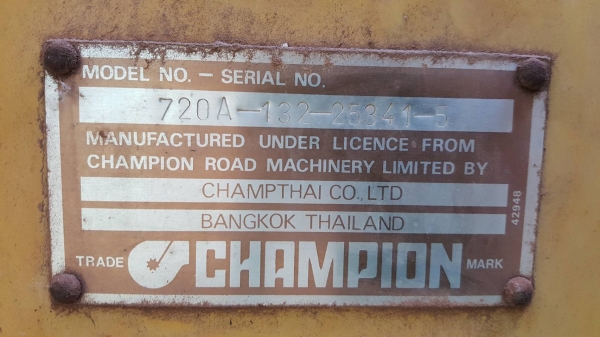 MODEL NO. – SERIAL NO.
720A-132-25341-5
MANUFACTURED UNDER LICENCE FROM
CHAMPION ROAD MACHINERY LIMITED BY
CHAMPTHAI CO., LTD
BANGKOK THAILAND
42948
TRADE CHAMPION MARK